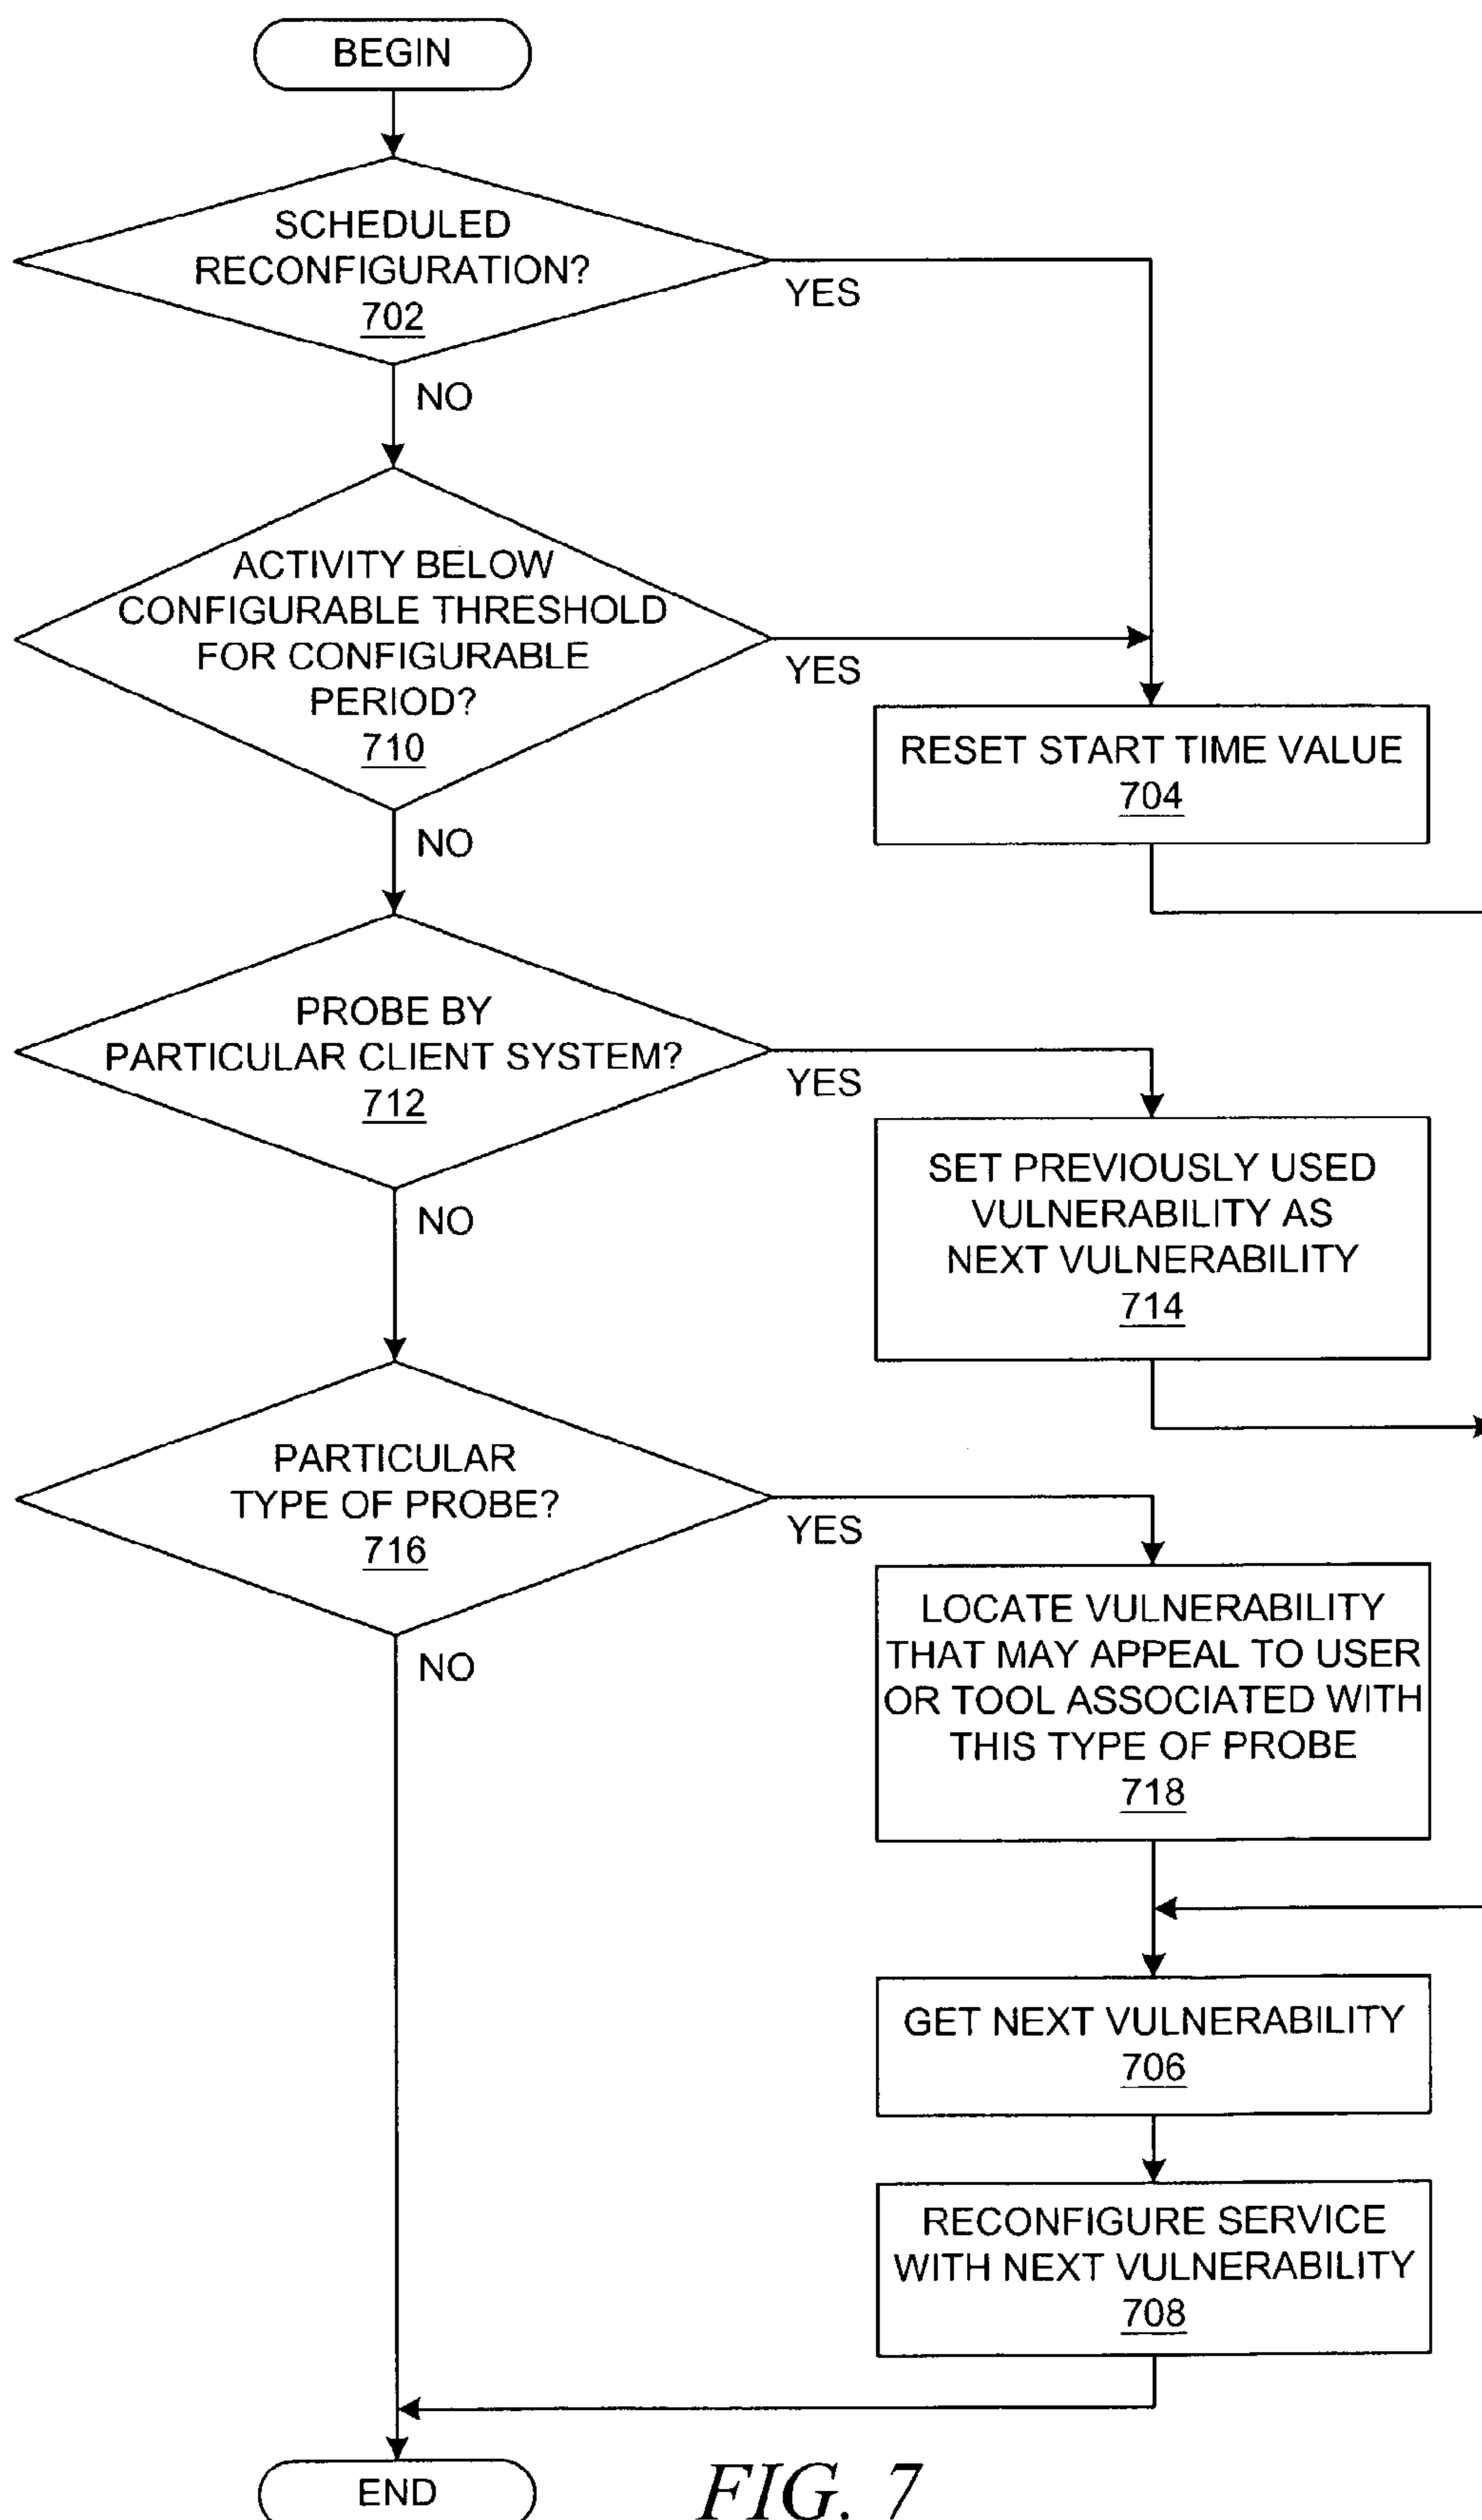 BEGIN
SCHEDULED
RECONFIGURATION?
702
YES
NO
ACTIVITY BELOW
CONFIGURABLE THRESHOLD
FOR CONFIGURABLE
PERIOD?
710
YES
RESET START TIME VALUE
704
NO
PROBE BY
PARTICULAR CLIENT SYSTEM?
712
YES
SET PREVIOUSLY USED
VULNERABILITY AS
NEXT VULNERABILITY
714
NO
PARTICULAR
TYPE OF PROBE?
716
YES
LOCATE VULNERABILITY
THAT MAY APPEAL TO USER
OR TOOL ASSOCIATED WITH
THIS TYPE OF PROBE
718
NO
GET NEXT VULNERABILITY
706
RECONFIGURE SERVICE
WITH NEXT VULNERABILITY
708
END
FIG. 7